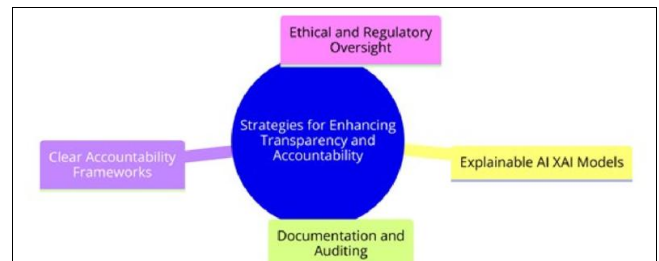 Ethical and Regulatory
Oversight
Strategies for Enhancing
Transparency and
Accountability
Clear Accountability
Frameworks
Explainable AI XAI Models
Documentation and
Auditing